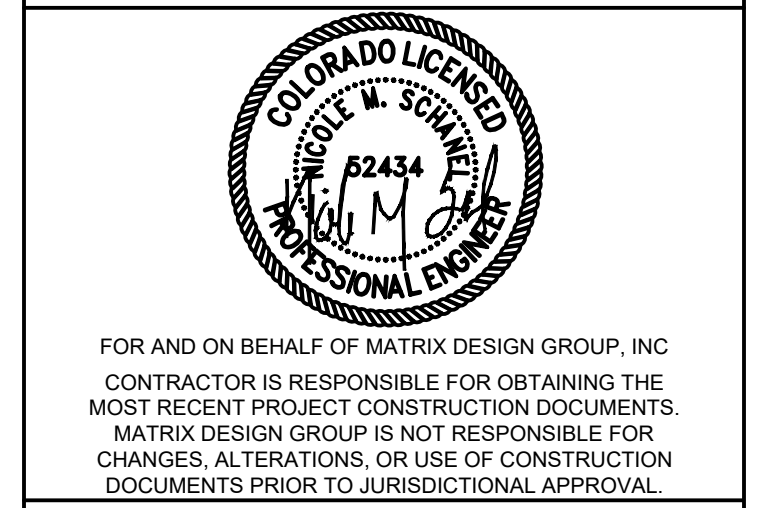 COLORADO LICENSED
NICOLE M. SCHANEL
52434
PROFESSIONAL ENGINEER
FOR AND ON BEHALF OF MATRIX DESIGN GROUP, INC
CONTRACTOR IS RESPONSIBLE FOR OBTAINING THE
MOST RECENT PROJECT CONSTRUCTION DOCUMENTS.
MATRIX DESIGN GROUP IS NOT RESPONSIBLE FOR
CHANGES, ALTERATIONS, OR USE OF CONSTRUCTION
DOCUMENTS PRIOR TO JURISDICTIONAL APPROVAL.